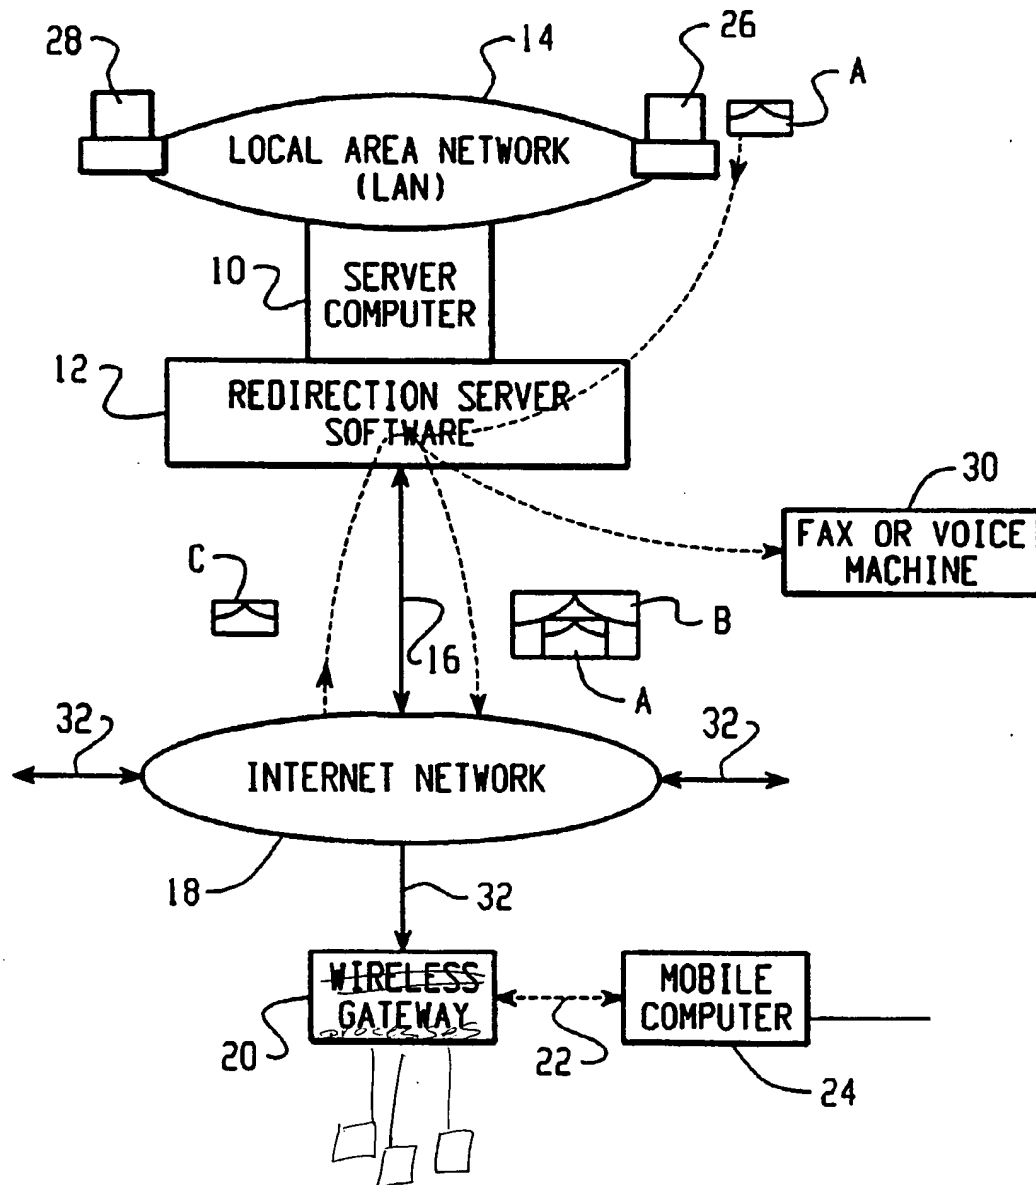 28
14
26
A
LOCAL AREA NETWORK
(LAN)
10
SERVER
COMPUTER
12
REDIRECTION SERVER
SOFTWARE
30
FAX OR VOICE
MACHINE
C
B
16
A
32
32
INTERNET NETWORK
18
32
WIRELESS
GATEWAY
processes
MOBILE
COMPUTER
20
22
24